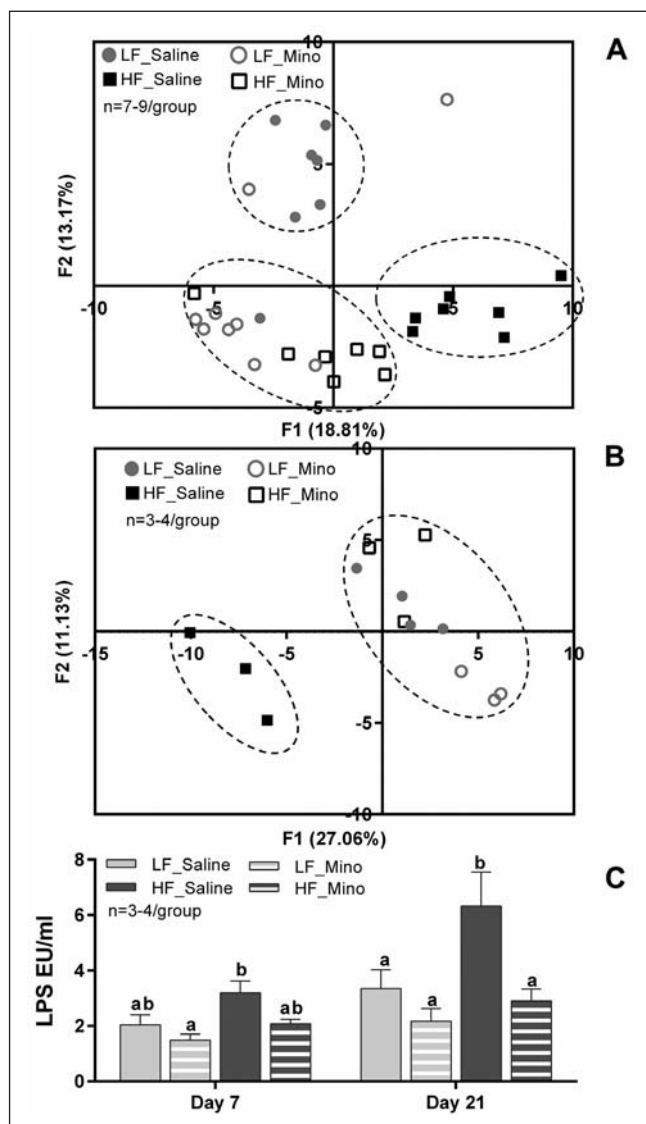 A
LF_Saline LF_Mino
HF_Saline HF_Mino
n=7-9/group
10
5
-10 -5 5 10
-5
F2 (13.17%)
F1 (18.81%)
B
LF_Saline LF_Mino
HF_Saline HF_Mino
n=3-4/group
10
5
-15 -10 -5 5 10
-5
-10
F2 (11.13%)
F1 (27.06%)
C
LF_Saline LF_Mino
HF_Saline HF_Mino
n=3-4/group
LPS EU/ml
8
6
4
2
0
ab a b ab a a b a
Day 7 Day 21